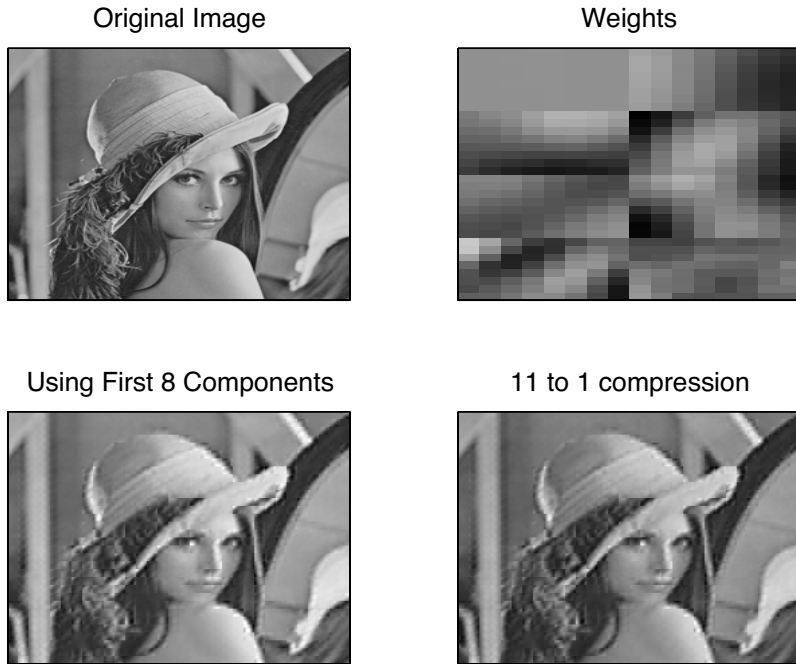 Original Image
Weights
Using First 8 Components
11 to 1 compression